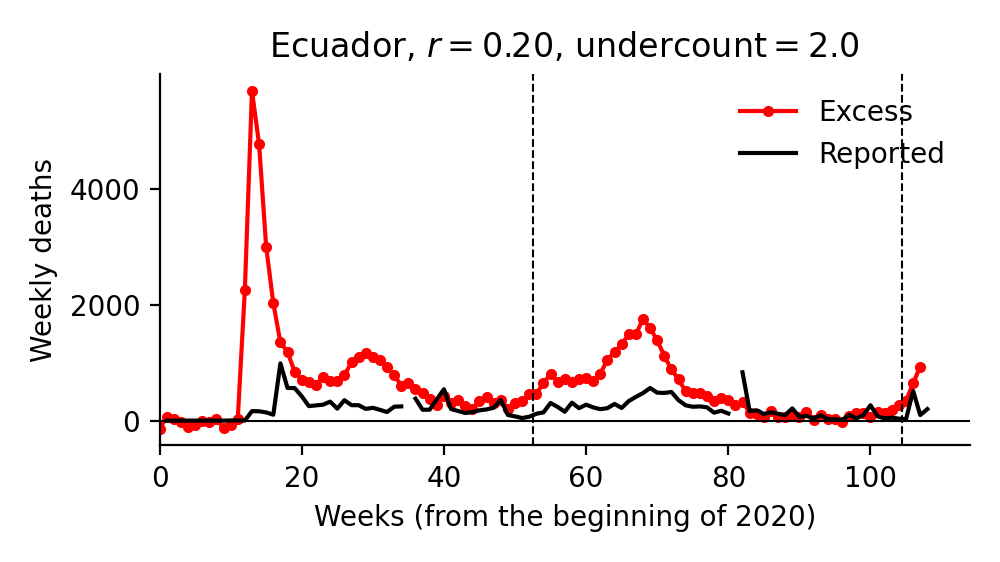 Ecuador, r = 0.20, undercount = 2.0
Excess
Reported
Weekly deaths
4000
2000
0
0 20 40 60 80 100
Weeks (from the beginning of 2020)